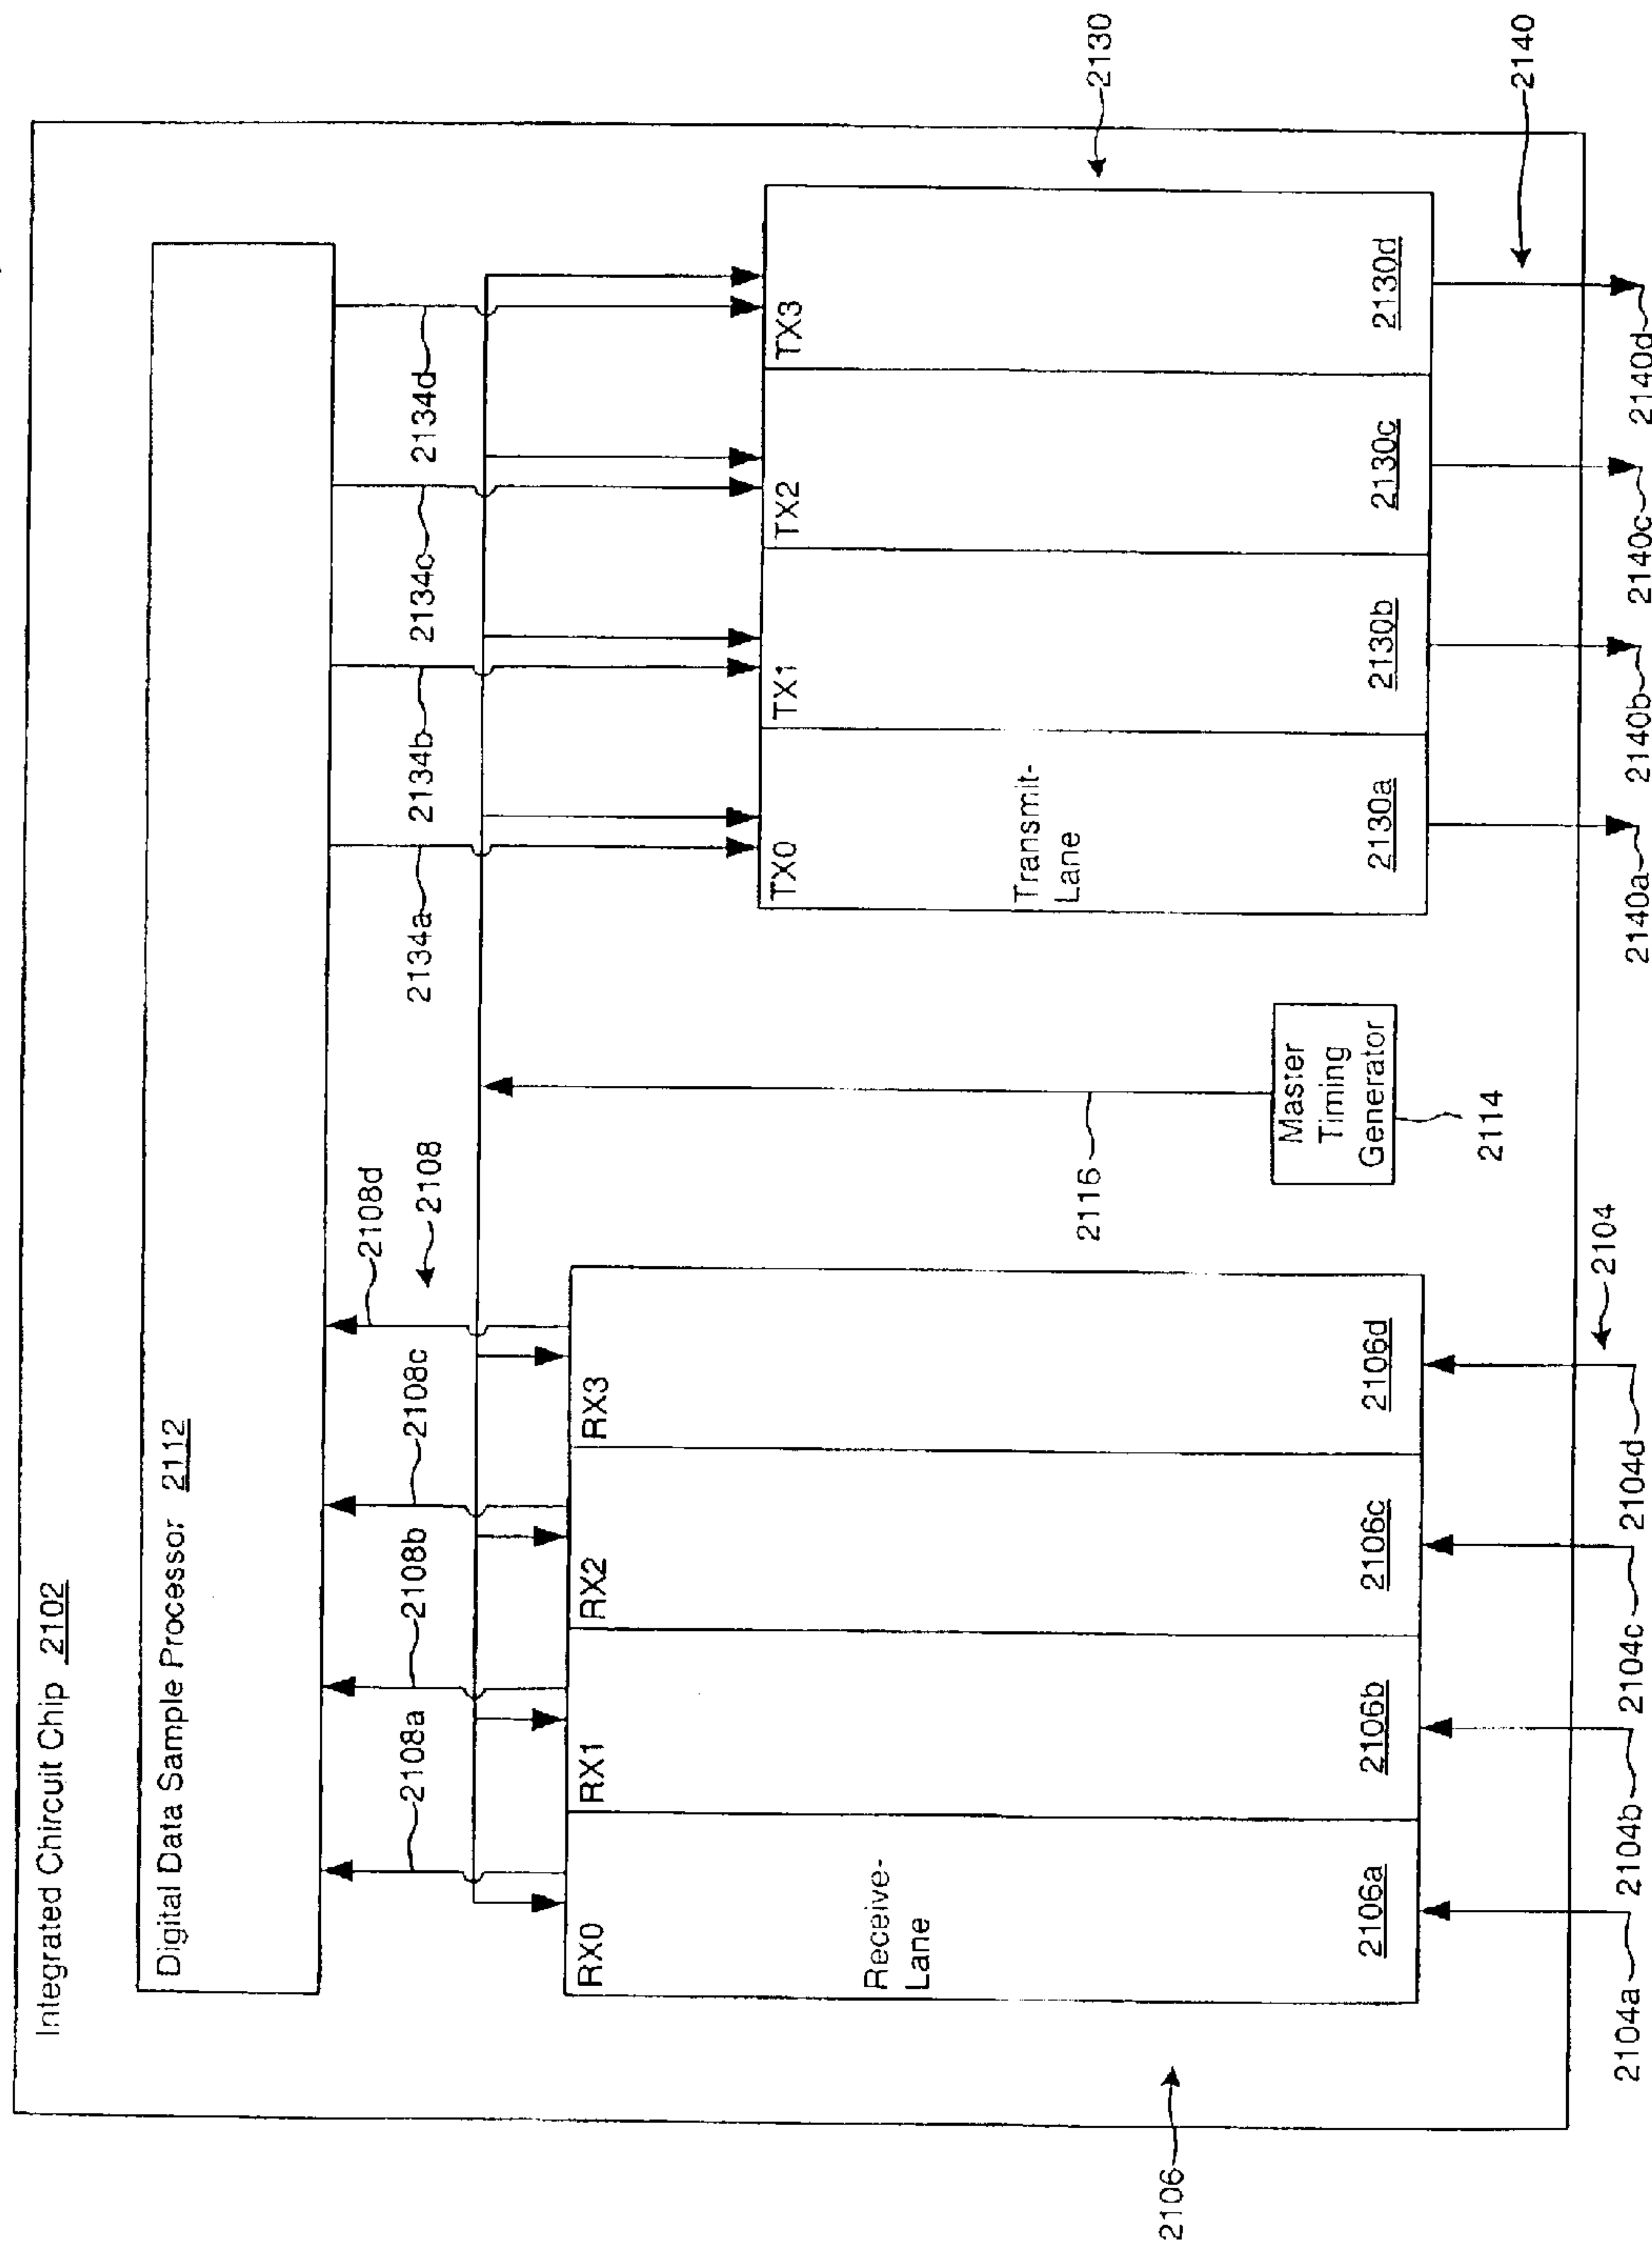 Integrated Chircuit Chip 2102
Digital Data Sample Processor 2112
2108a
2108b
2108c
2108d
2108
2134a
2134b
2134c
2134d
RX0
RX1
RX2
RX3
Receive-
Lane
2106a
2106b
2106c
2106d
2106
TX0
TX1
TX2
TX3
Transmit-
Lane
2130a
2130b
2130c
2130d
2130
2116
Master
Timing
Generator
2114
2104
2104a
2104b
2104c
2104d
2140
2140a
2140b
2140c
2140d